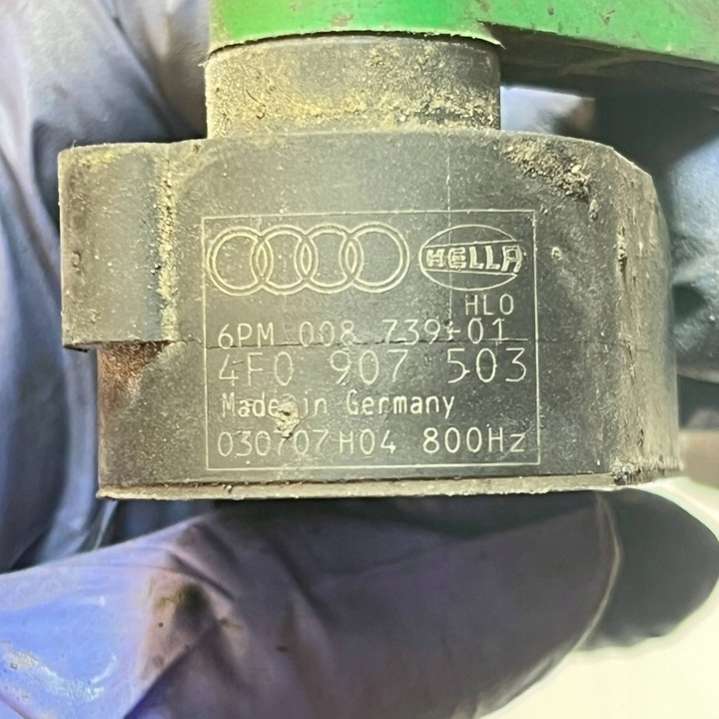 HELLA
HLO
6PM 008 739-01
4F0 907 503
Made in Germany
030707H04 800Hz